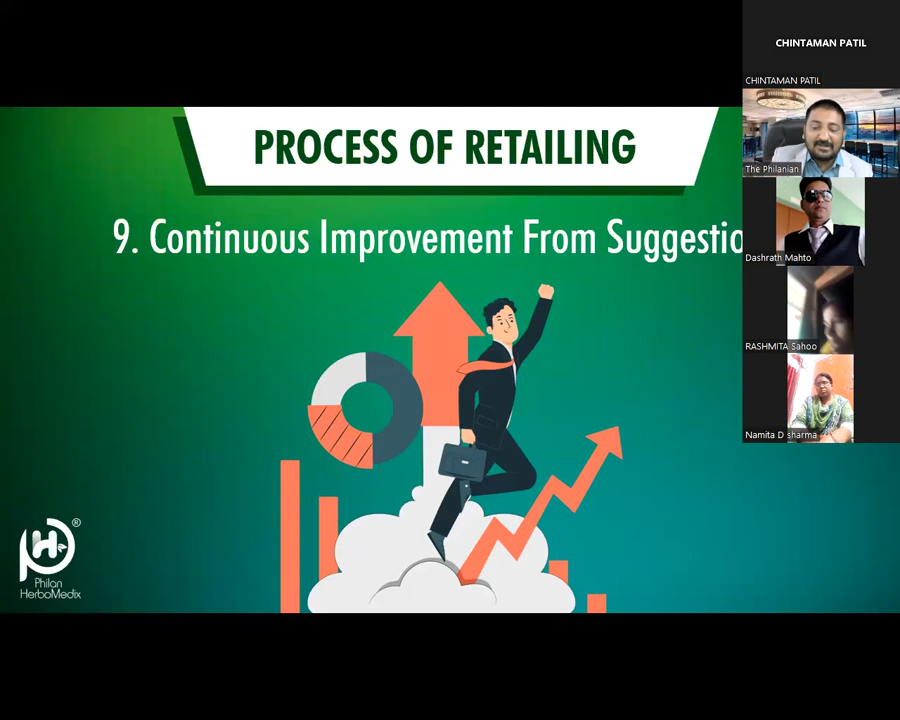 PROCESS OF RETAILING
9. Continuous Improvement From Suggestio
Philan
HerboMedix
®
CHINTAMAN PATIL
CHINTAMAN PATIL
The Philanian
Dashrath Mahto
RASHMITA Sahoo
Namita D sharma